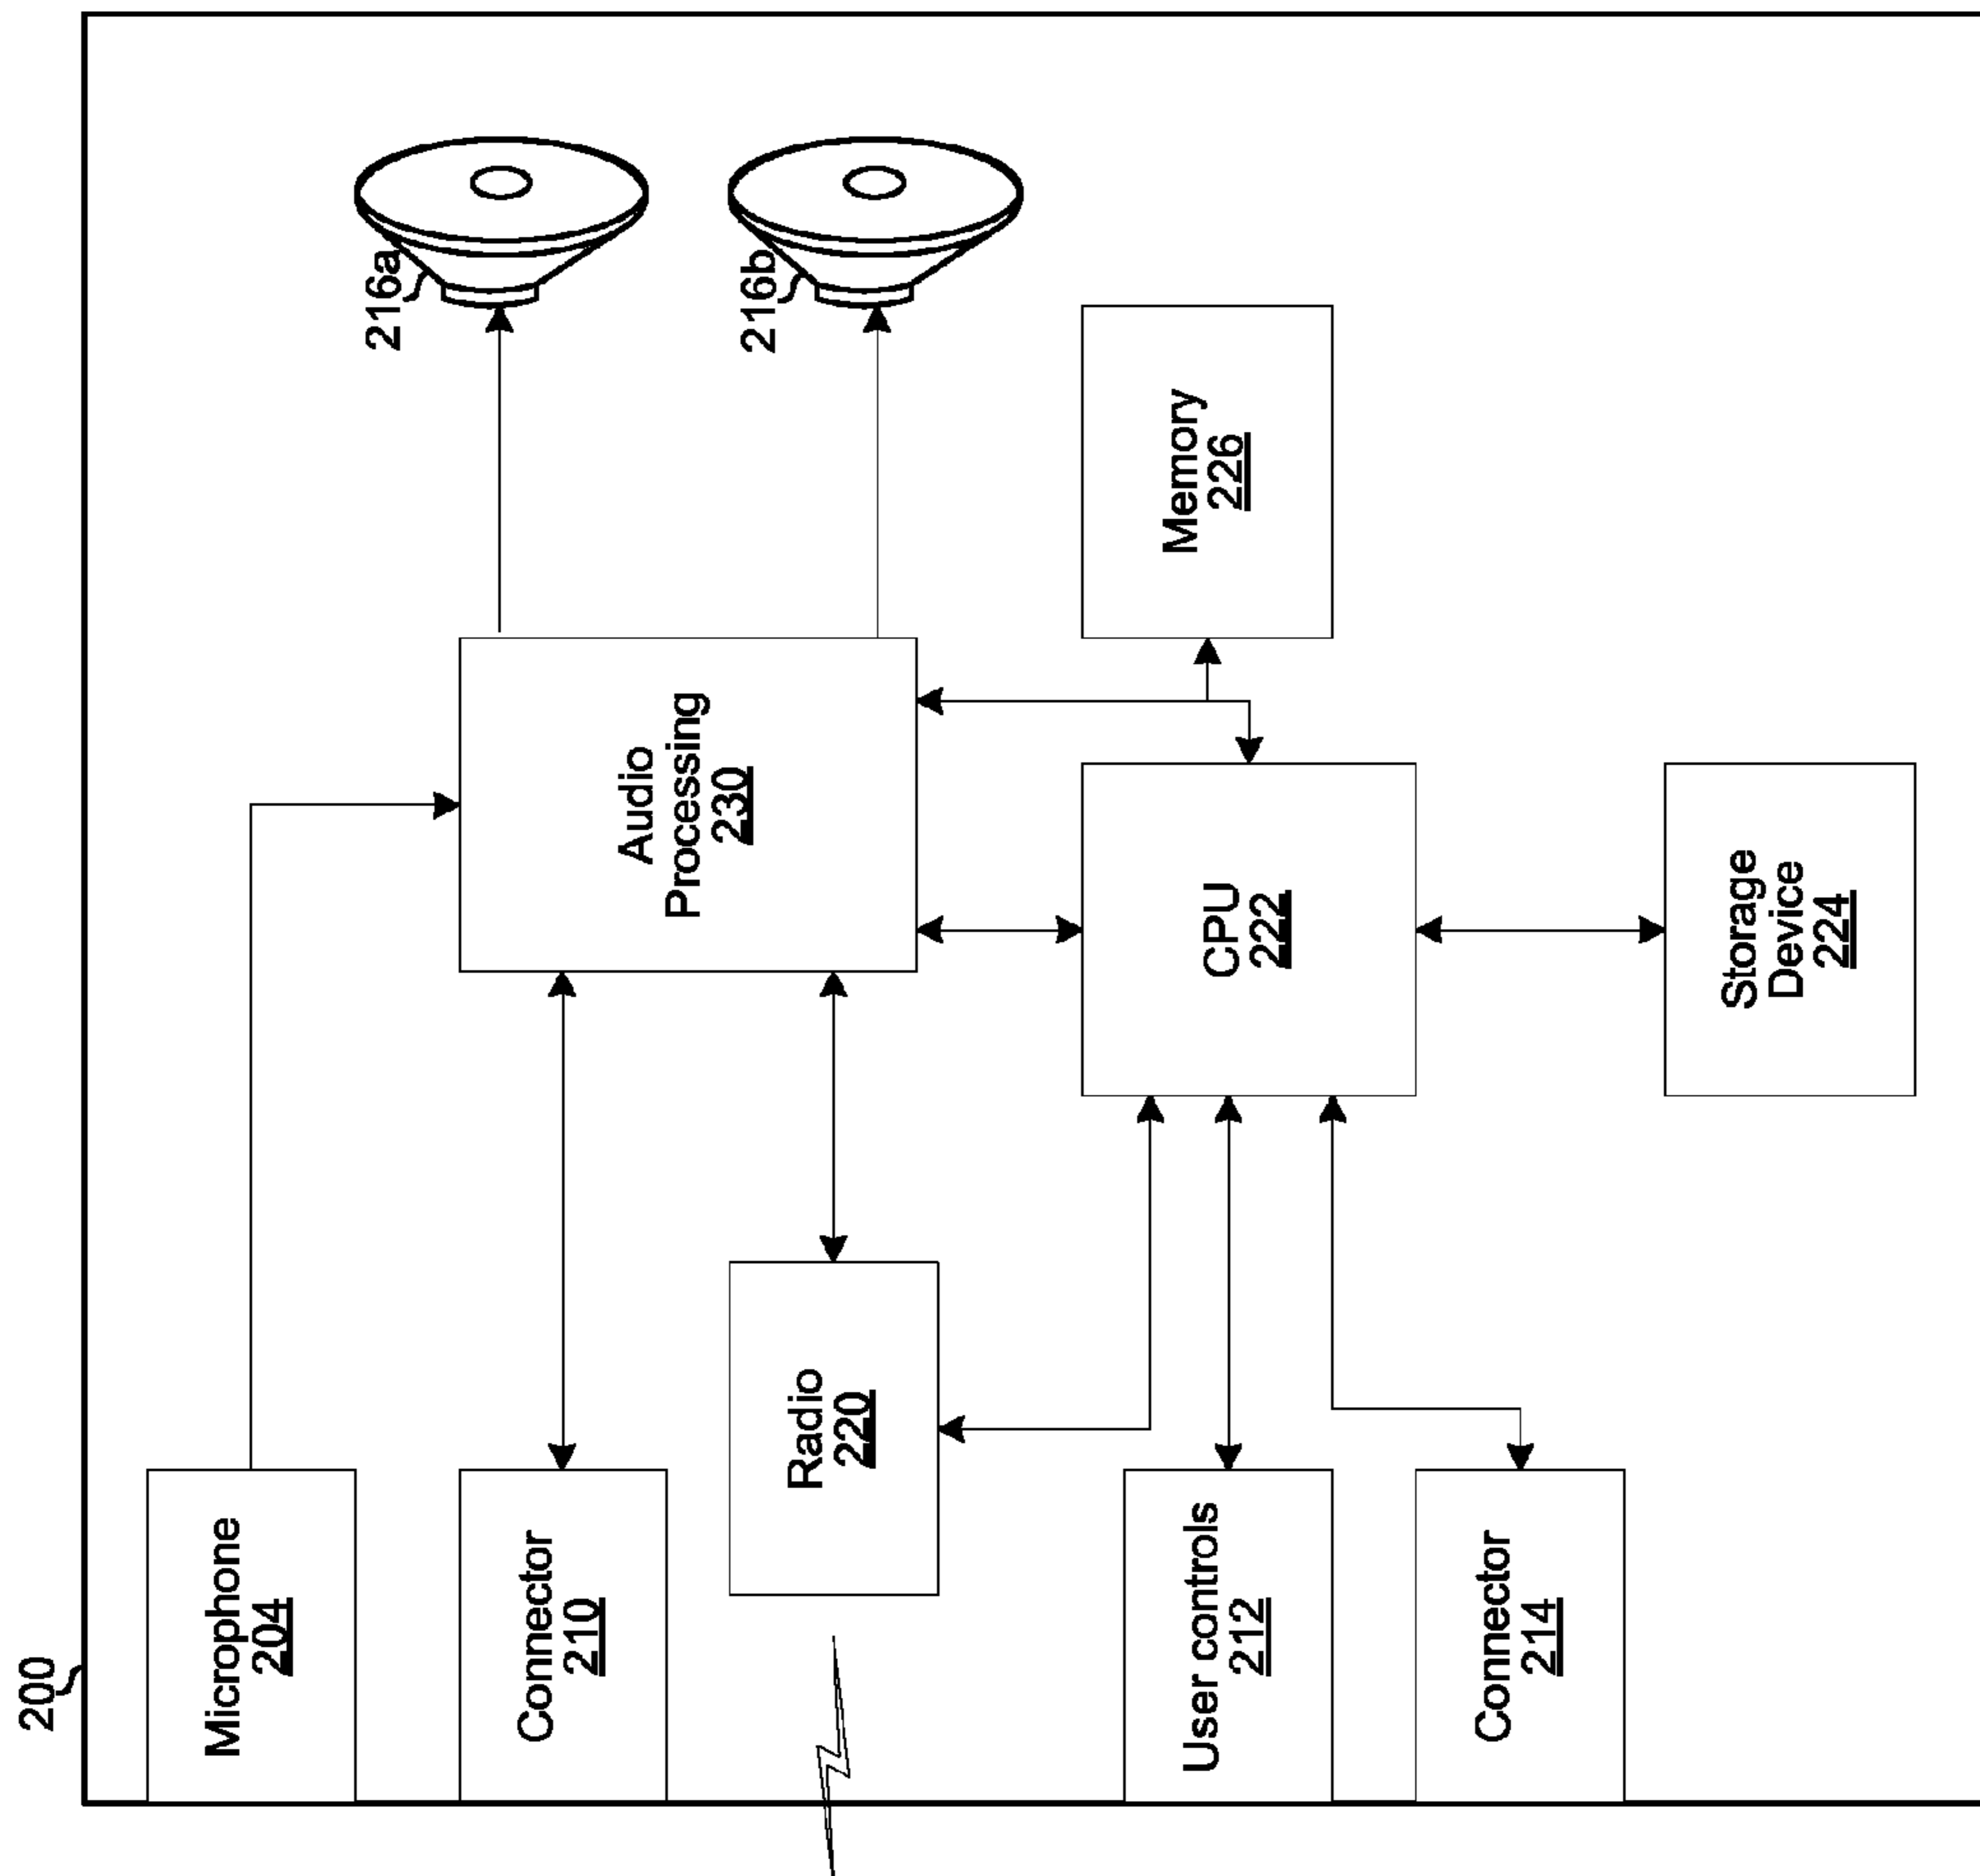 200
Microphone
204
Connector
210
Radio
220
User controls
212
Connector
214
Audio
Processing
230
CPU
222
Storage
Device
224
Memory
226
216a
216b